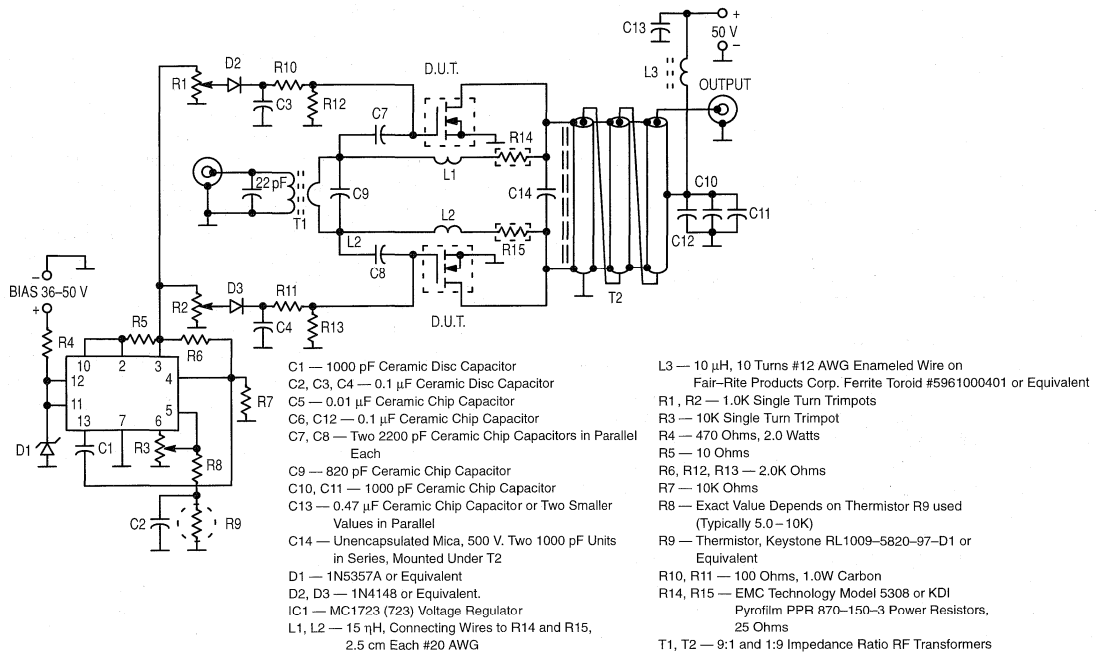 C13
+
50 V
–
L3
OUTPUT
D2
R10
D.U.T.
R1
C3
R12
C7
R14
22 pF
L1
C9
C14
T1
L2
C10
C11
C12
L2
R15
C8
–
BIAS 36–50 V
+
D3
R11
D.U.T.
T2
R2
C4
R13
R4
R5
R6
10
2
3
12
4
R7
11
5
13
7
6
D1
C1
R3
R8
C2
R9
C1 — 1000 pF Ceramic Disc Capacitor
C2, C3, C4 — 0.1 µF Ceramic Disc Capacitor
C5 — 0.01 µF Ceramic Chip Capacitor
C6, C12 — 0.1 µF Ceramic Chip Capacitor
C7, C8 — Two 2200 pF Ceramic Chip Capacitors in Parallel
Each
C9 — 820 pF Ceramic Chip Capacitor
C10, C11 — 1000 pF Ceramic Chip Capacitor
C13 — 0.47 µF Ceramic Chip Capacitor or Two Smaller
Values in Parallel
C14 — Unencapsulated Mica, 500 V. Two 1000 pF Units
in Series, Mounted Under T2
D1 — 1N5357A or Equivalent
D2, D3 — 1N4148 or Equivalent.
IC1 — MC1723 (723) Voltage Regulator
L1, L2 — 15 ηH, Connecting Wires to R14 and R15,
2.5 cm Each #20 AWG
L3 — 10 µH, 10 Turns #12 AWG Enameled Wire on
Fair–Rite Products Corp. Ferrite Toroid #5961000401 or Equivalent
R1, R2 — 1.0K Single Turn Trimpots
R3 — 10K Single Turn Trimpot
R4 — 470 Ohms, 2.0 Watts
R5 — 10 Ohms
R6, R12, R13 — 2.0K Ohms
R7 — 10K Ohms
R8 — Exact Value Depends on Thermistor R9 used
(Typically 5.0–10K)
R9 — Thermistor, Keystone RL1009–5820–97–D1 or
Equivalent
R10, R11 — 100 Ohms, 1.0W Carbon
R14, R15 — EMC Technology Model 5308 or KDI
Pyrofilm PPR 870–150–3 Power Resistors,
25 Ohms
T1, T2 — 9:1 and 1:9 Impedance Ratio RF Transformers